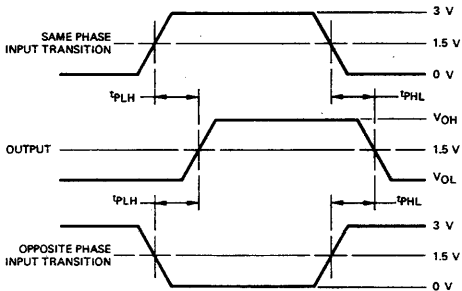 3 V
SAME PHASE
INPUT TRANSITION
1.5 V
0 V
tPLH
tPHL
VOH
OUTPUT
1.5 V
VOL
tPLH
tPHL
3 V
OPPOSITE PHASE
INPUT TRANSITION
1.5 V
0 V